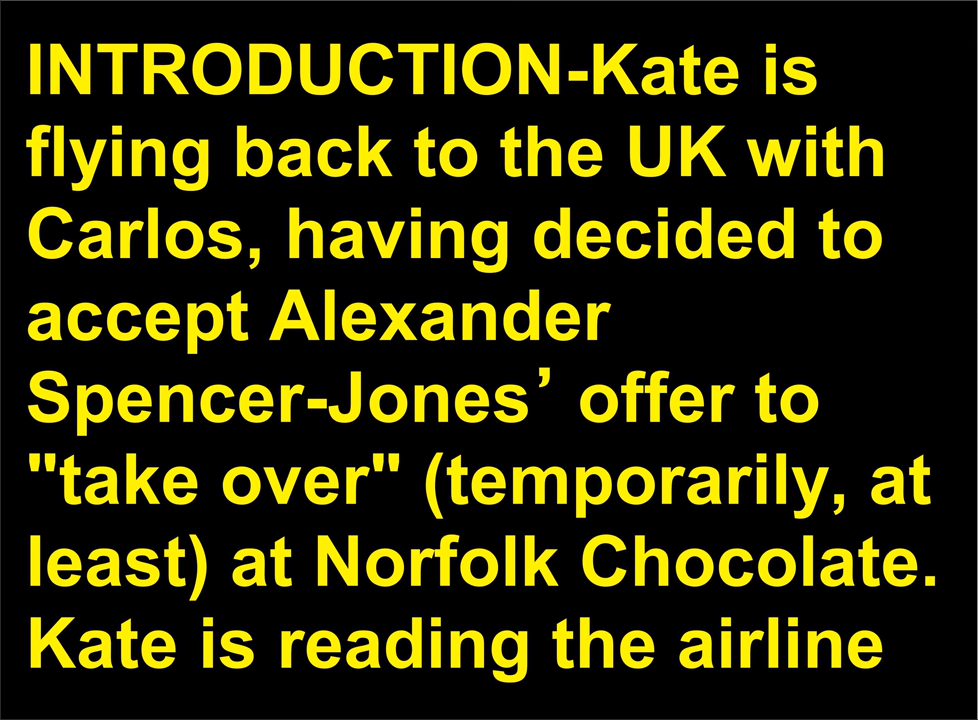 INTRODUCTION-Kate is
flying back to the UK with
Carlos, having decided to
accept Alexander
Spencer-Jones’ offer to
"take over" (temporarily, at
least) at Norfolk Chocolate.
Kate is reading the airline